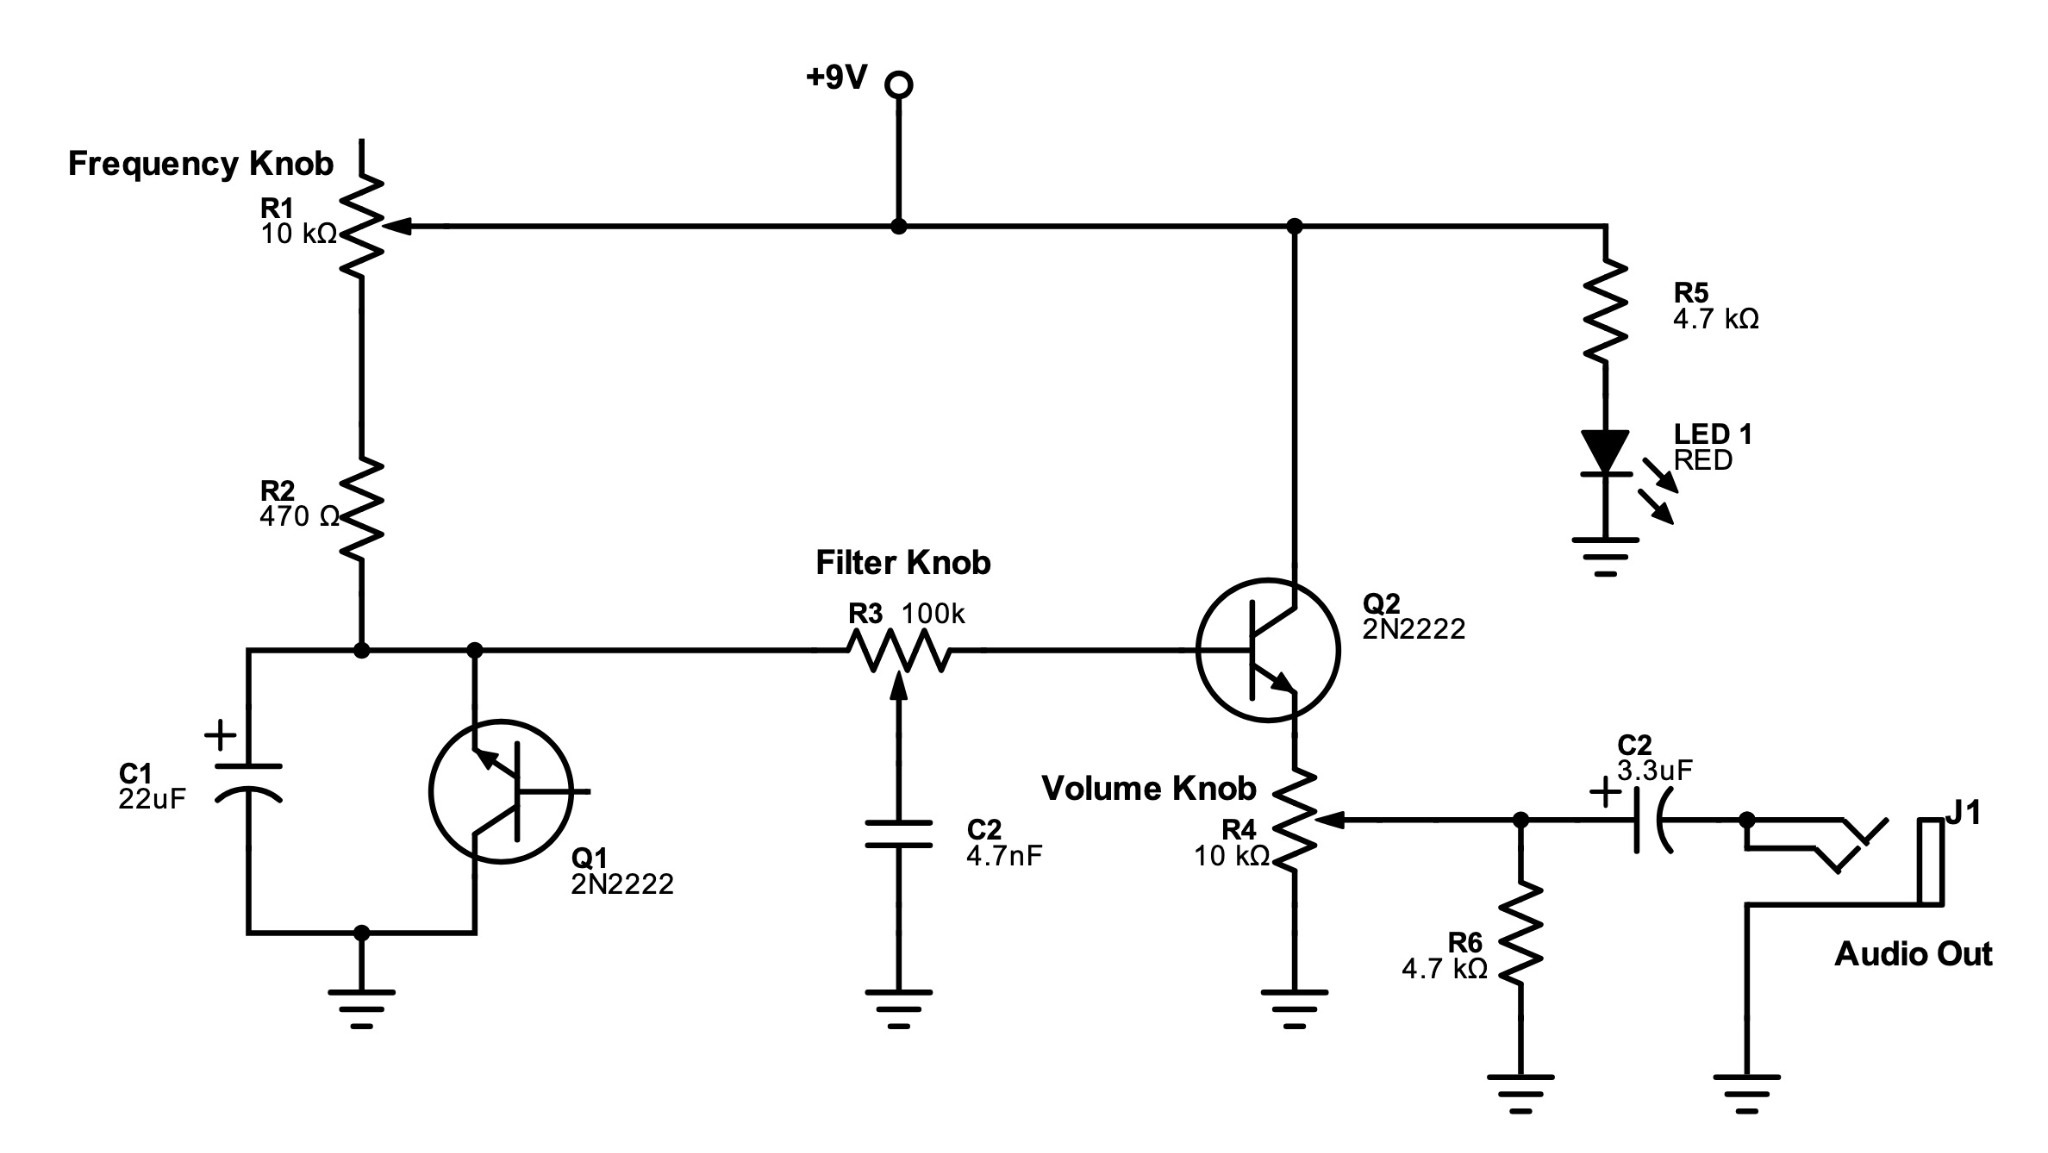 +9V
Frequency Knob
R1
10 kΩ
R5
4.7 kΩ
LED 1
RED
R2
470 Ω
Filter Knob
R3 100k
Q2
2N2222
+
C1
22uF
Q1
2N2222
C2
4.7nF
Volume Knob
R4
10 kΩ
C2
3.3uF
+
J1
R6
4.7 kΩ
Audio Out